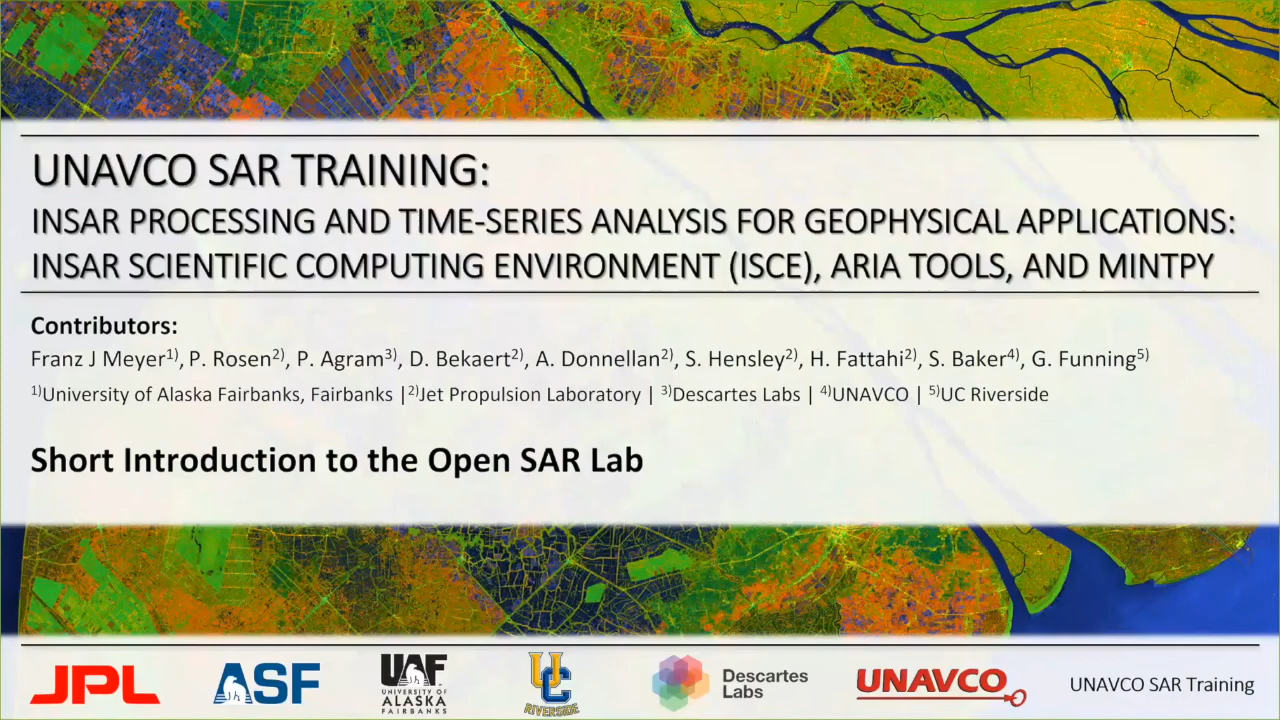 UNAVCO SAR TRAINING:
INSAR PROCESSING AND TIME-SERIES ANALYSIS FOR GEOPHYSICAL APPLICATIONS:
INSAR SCIENTIFIC COMPUTING ENVIRONMENT (ISCE), ARIA TOOLS, AND MINTPY
Contributors:
Franz J Meyer1), P. Rosen2), P. Agram3), D. Bekaert2), A. Donnellan2), S. Hensley2), H. Fattahi2), S. Baker4), G. Funning5)
1)University of Alaska Fairbanks, Fairbanks |2)Jet Propulsion Laboratory | 3)Descartes Labs | 4)UNAVCO | 5)UC Riverside
Short Introduction to the Open SAR Lab
JPL
ASF
UAF
UNIVERSITY OF
ALASKA
FAIRBANKS
UC
RIVERSIDE
Descartes
Labs
UNAVCO
UNAVCO SAR Training